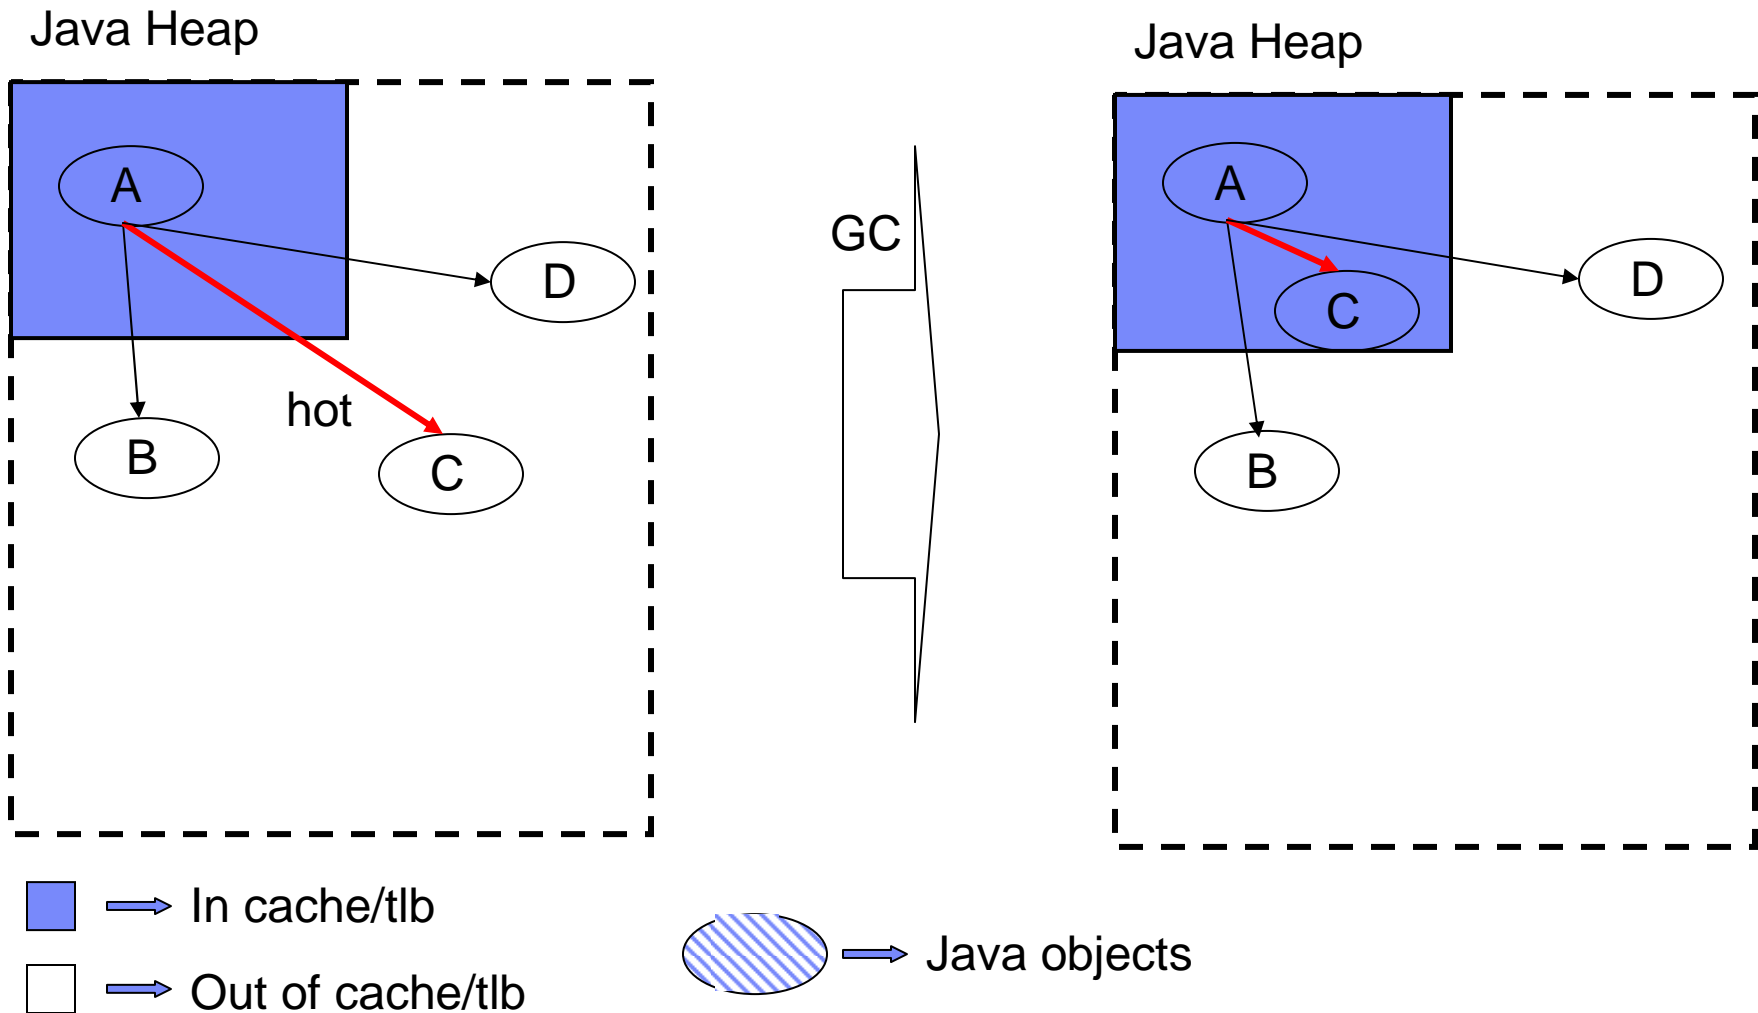 Java Heap
A
D
hot
B
C
GC
Java Heap
A
D
C
B
In cache/tlb
Out of cache/tlb
Java objects